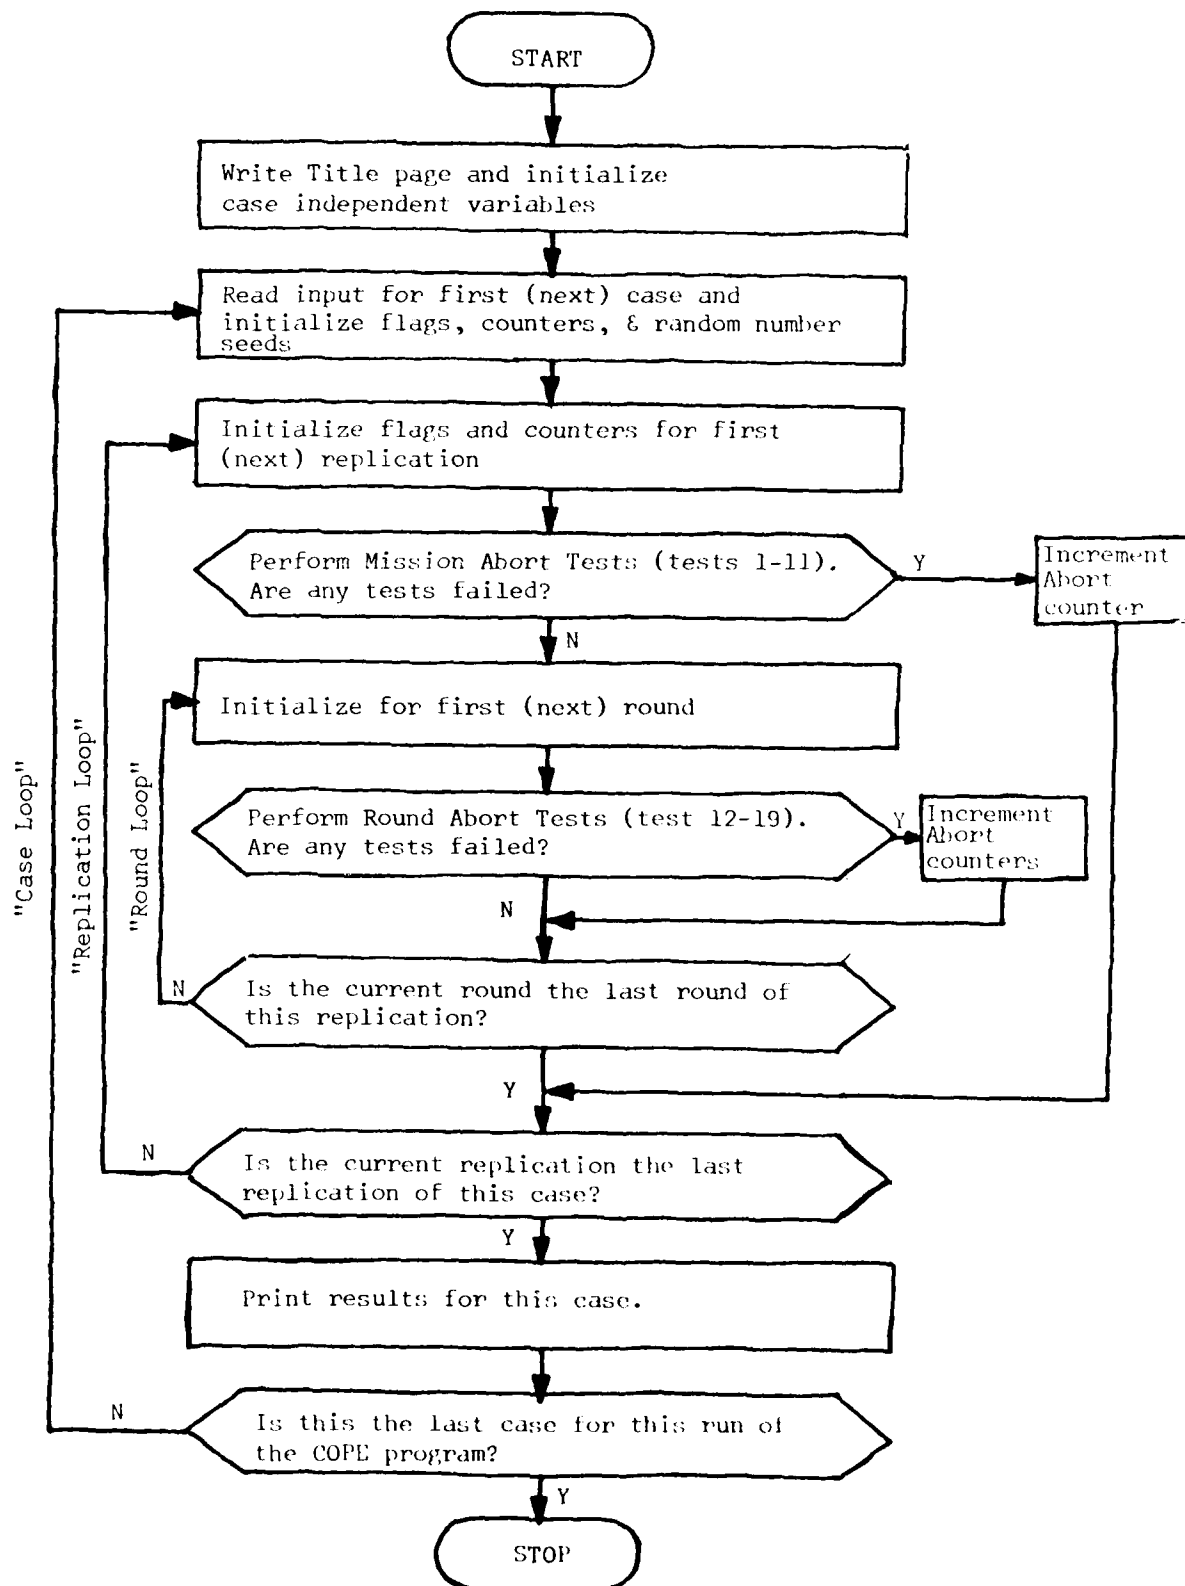 START
Write Title page and initialize
case independent variables
Read input for first (next) case and
initialize flags, counters, & random number
seeds
Initialize flags and counters for first
(next) replication
Perform Mission Abort Tests (tests 1-11).
Are any tests failed?
Y
Increment
Abort
counter
N
Initialize for first (next) round
Perform Round Abort Tests (test 12-19).
Are any tests failed?
Y
Increment
Abort
counters
N
Is the current round the last round of
this replication?
N
Y
Is the current replication the last
replication of this case?
N
Y
Print results for this case.
Is this the last case for this run of
the COPE program?
N
Y
STOP
"Case Loop"
"Replication Loop"
"Round Loop"